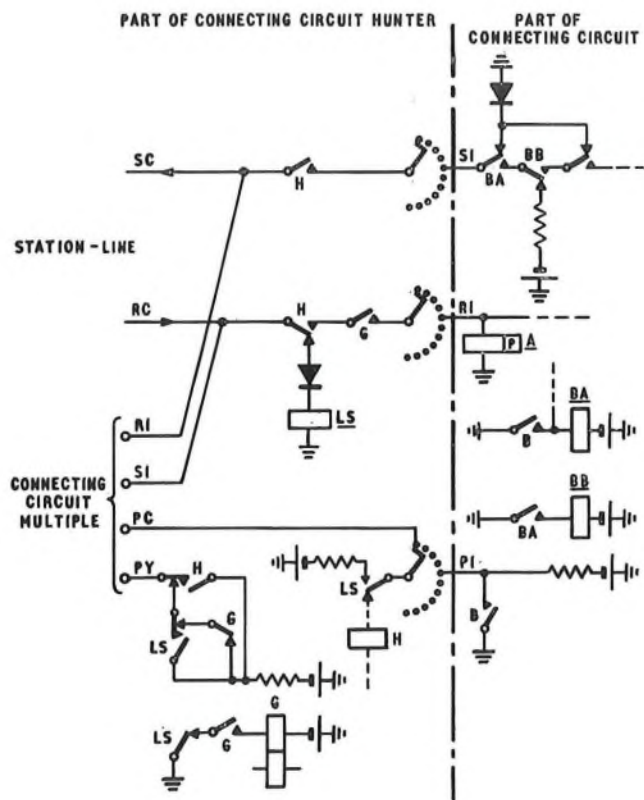 PART OF CONNECTING CIRCUIT HUNTER
PART OF
CONNECTING CIRCUIT
SC
H
SI
BA
BB
STATION-LINE
RC
H
G
RI
P
A
LS
RI
BA
B
SI
CONNECTING
CIRCUIT
MULTIPLE
BB
BA
PC
PY
H
LS
PI
B
LS
G
H
G
LS
G